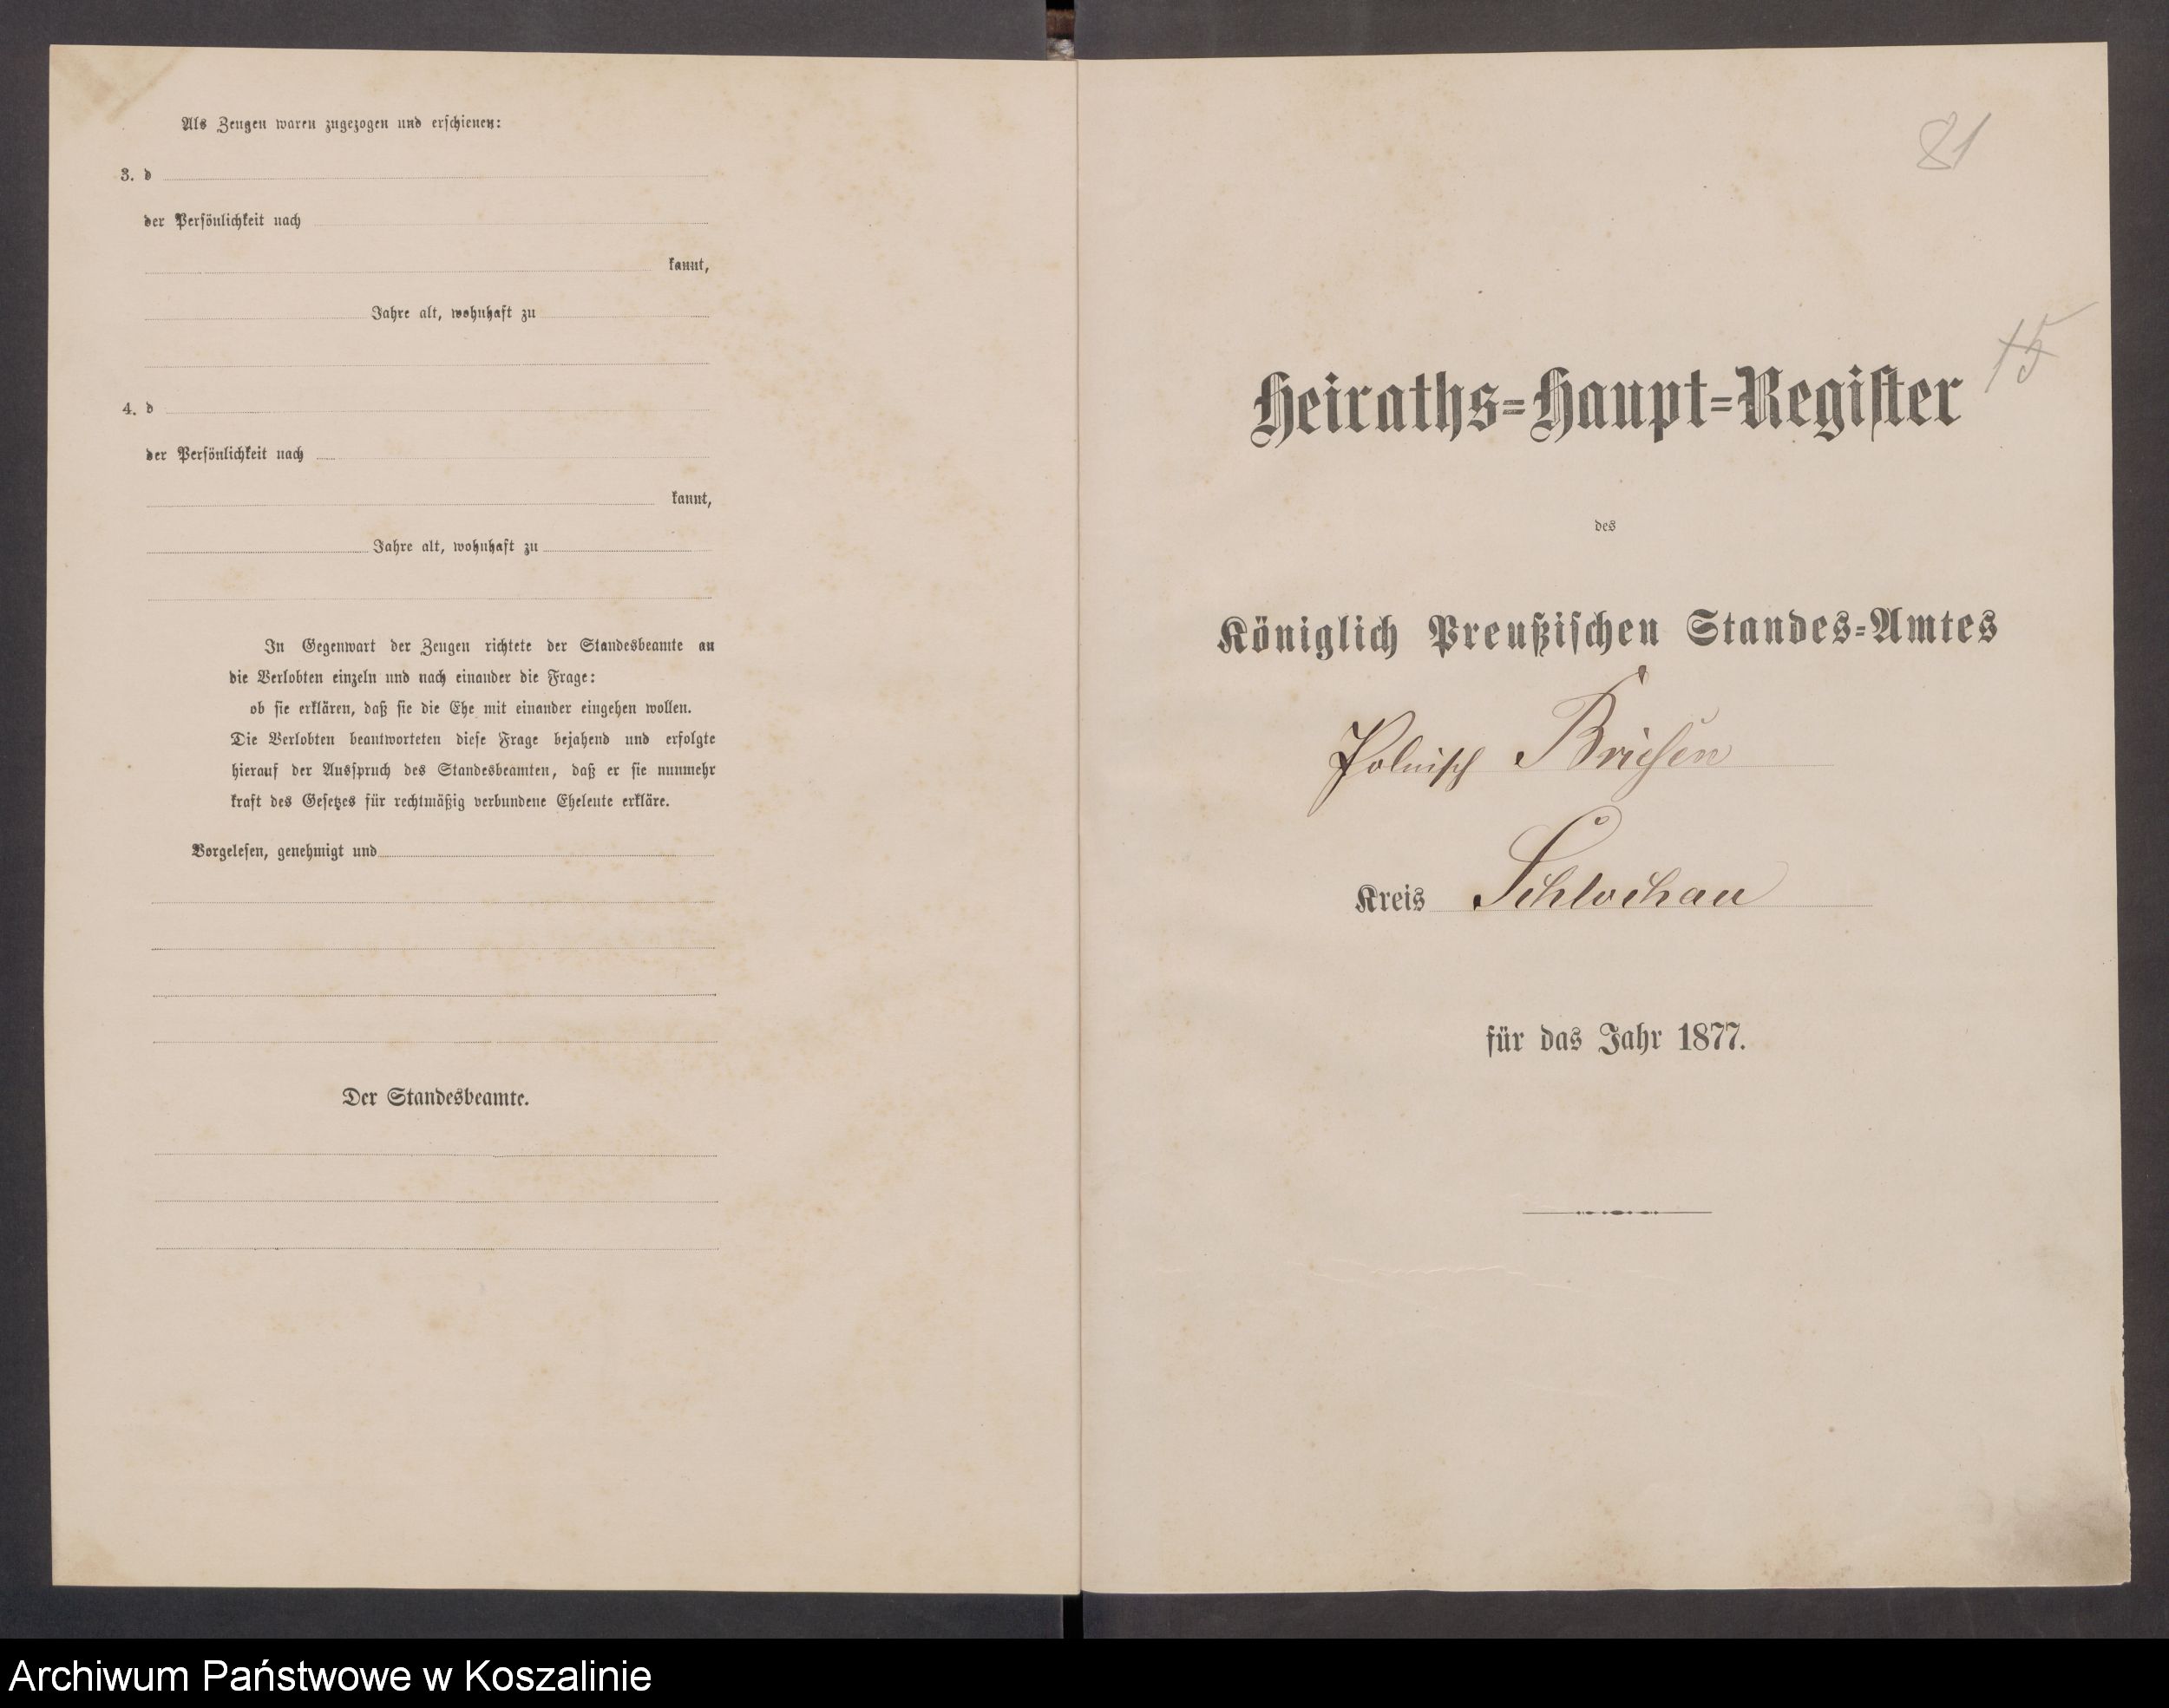 Als Zeugen waren zugezogen und erschienen:
3. d
der Persönlichkeit nach
kannt,
Jahre alt, wohnhaft zu
4. d
der Persönlichkeit nach
kannt,
Jahre alt, wohnhaft zu
In Gegenwart der Zeugen richtete der Standesbeamte an
die Verlobten einzeln und nach einander die Frage:
ob sie erklären, daß sie die Ehe mit einander eingehen wollen.
Die Verlobten beantworteten diese Frage bejahend und erfolgte
hierauf der Ausspruch des Standesbeamten, daß er sie nunmehr
kraft des Gesetzes für rechtmäßig verbundene Eheleute erkläre.
Vorgelesen, genehmigt und
Der Standesbeamte.
81
15
Heiraths=Haupt=Register
des
Königlich Preußischen Standes=Amtes
Polnisch Briesen
Kreis Schlochau
für das Jahr 1877.
Archiwum Państwowe w Koszalinie